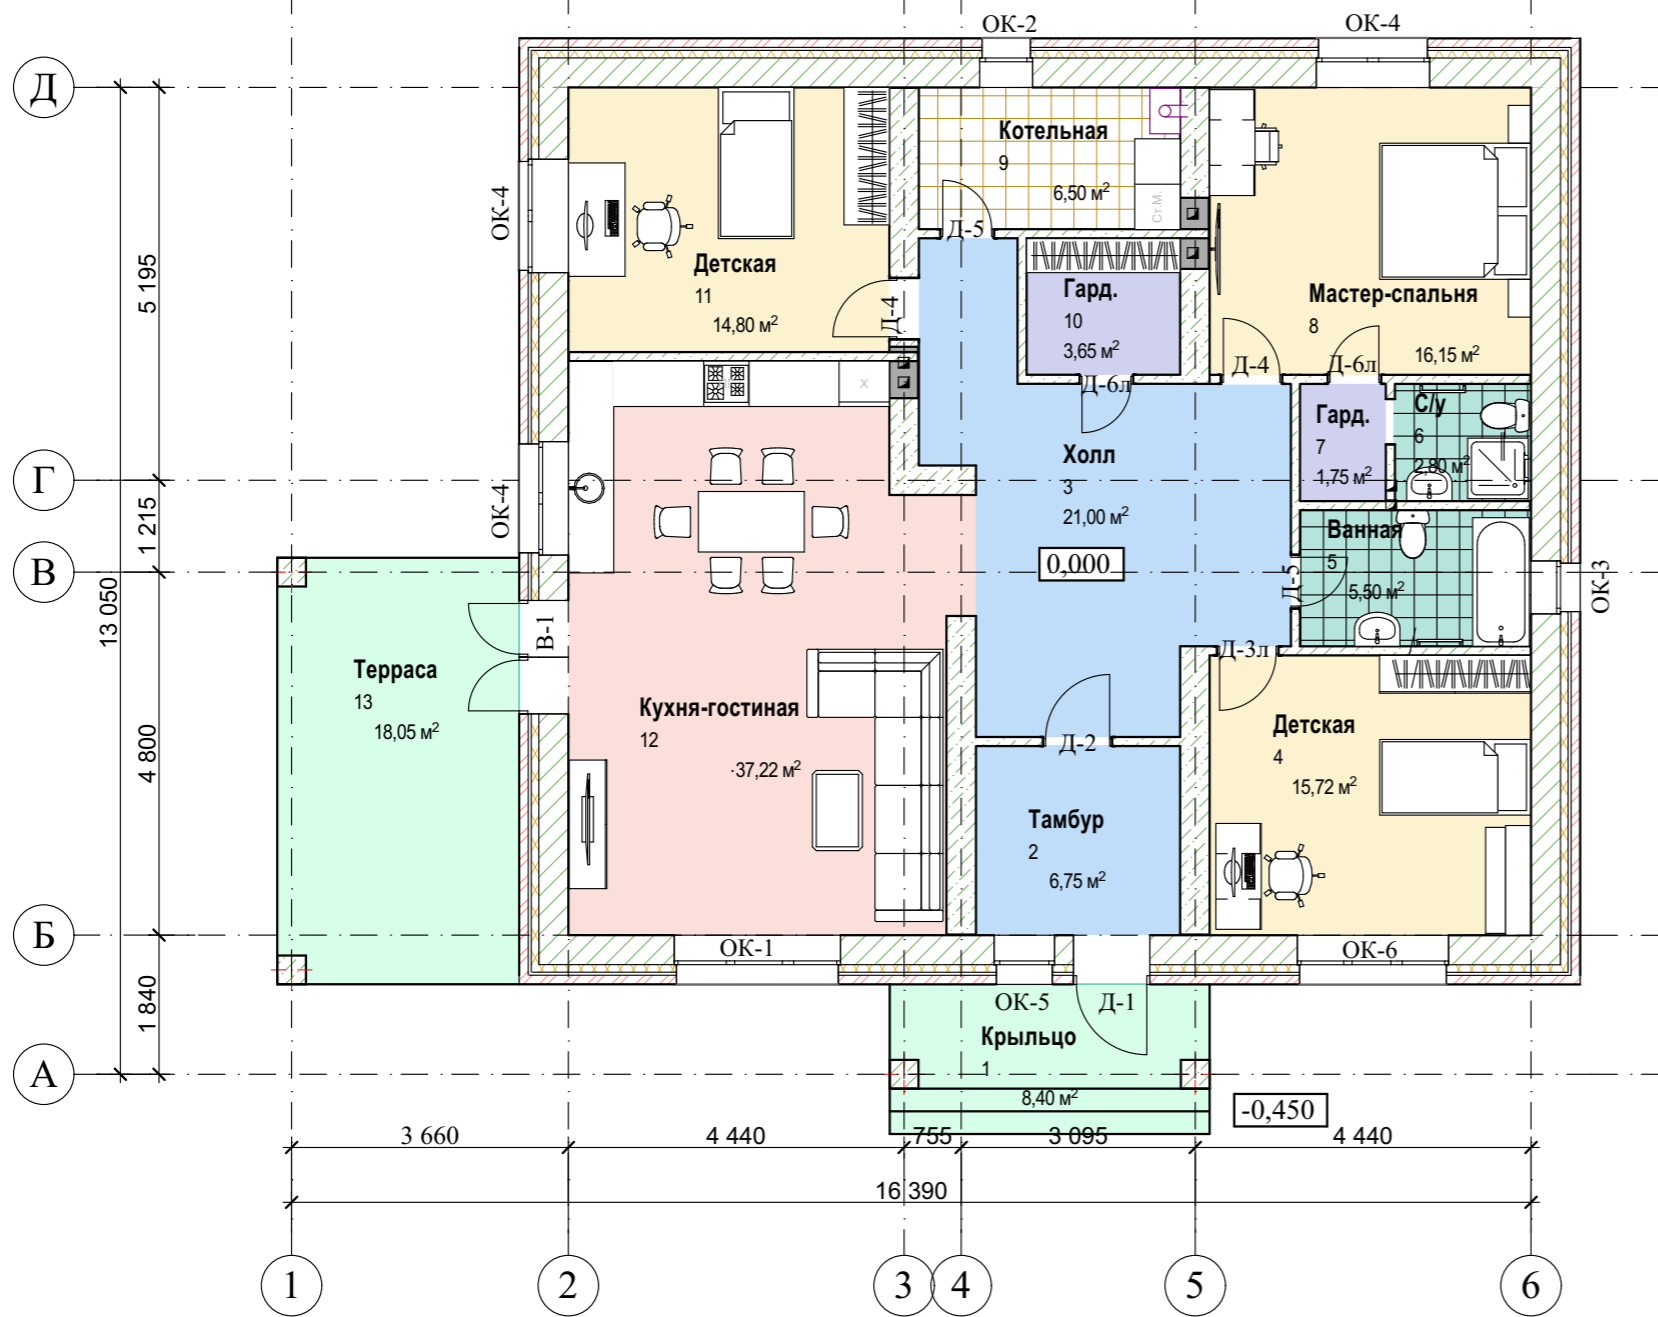 ОК-2
ОК-4
Д
Котельная
9
6,50 м²
Ст.М.
ОК-4
Д-5
Детская
11
14,80 м²
Гард.
10
3,65 м²
Мастер-спальня
8
16,15 м²
5 195
Д-4
Д-6л
Д-4
Д-6л
X
Гард.
7
1,75 м²
С/у
6
2,80 м²
Холл
3
21,00 м²
Г
ОК-4
1 215
0,000
Ванная
5
5,50 м²
В
Д-5
ОК-3
13 050
В-1
Терраса
13
18,05 м²
Д-3л
Кухня-гостиная
12
37,22 м²
Д-2
Детская
4
15,72 м²
4 800
Тамбур
2
6,75 м²
Б
ОК-1
ОК-6
1 840
ОК-5
Д-1
Крыльцо
1
8,40 м²
А
-0,450
3 660
4 440
755
3 095
4 440
16 390
1
2
3
4
5
6